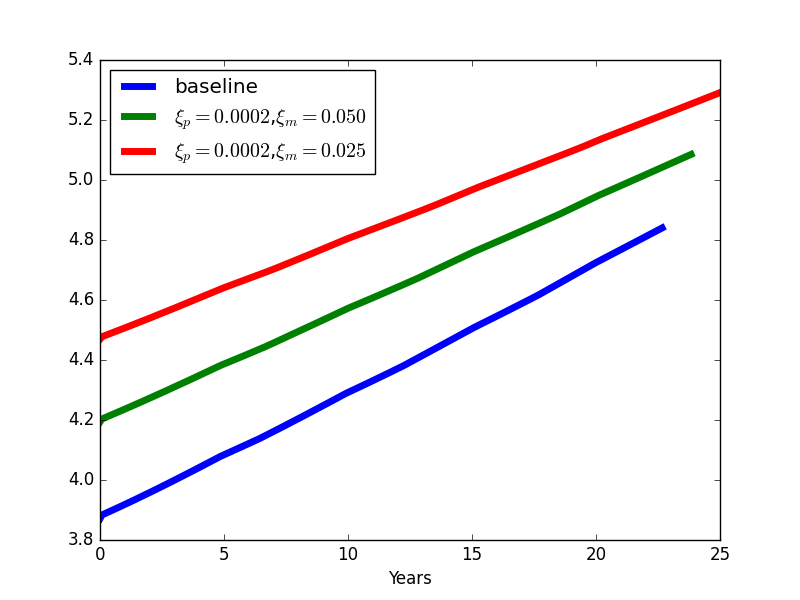 5.4
5.2
5.0
4.8
4.6
4.4
4.2
4.0
3.8
baseline
ξp = 0.0002,ξm = 0.050
ξp = 0.0002,ξm = 0.025
0 5 10 15 20 25
Years